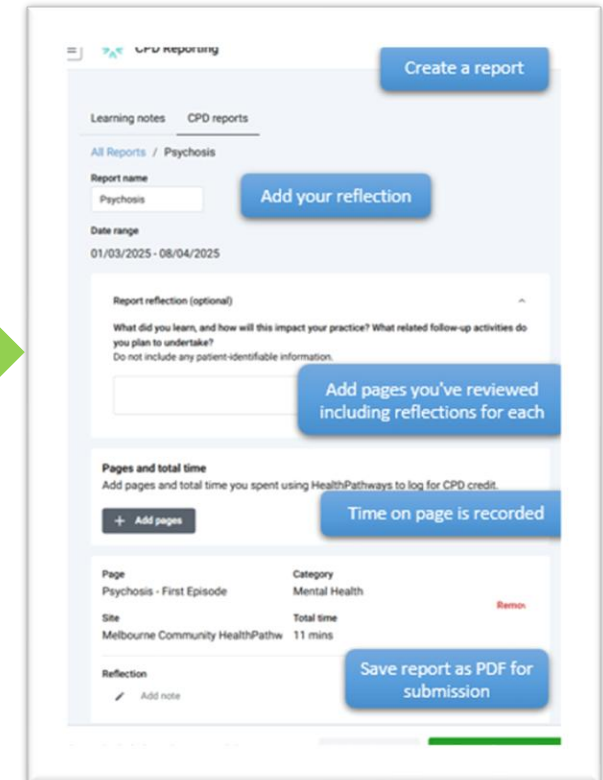 CPD Reporting
Create a report
Learning notes CPD reports
All Reports / Psychosis
Report name
Psychosis
Add your reflection
Date range
01/03/2025 - 08/04/2025
Report reflection (optional)
What did you learn, and how will this impact your practice? What related follow-up activities do
you plan to undertake?
Do not include any patient-identifiable information.
Add pages you've reviewed
including reflections for each
Pages and total time
Add pages and total time you spent using HealthPathways to log for CPD credit.
+ Add pages
Time on page is recorded
Page Category
Psychosis - First Episode Mental Health
Remov
Site Total time
Melbourne Community HealthPathw 11 mins
Reflection
Add note
Save report as PDF for
submission